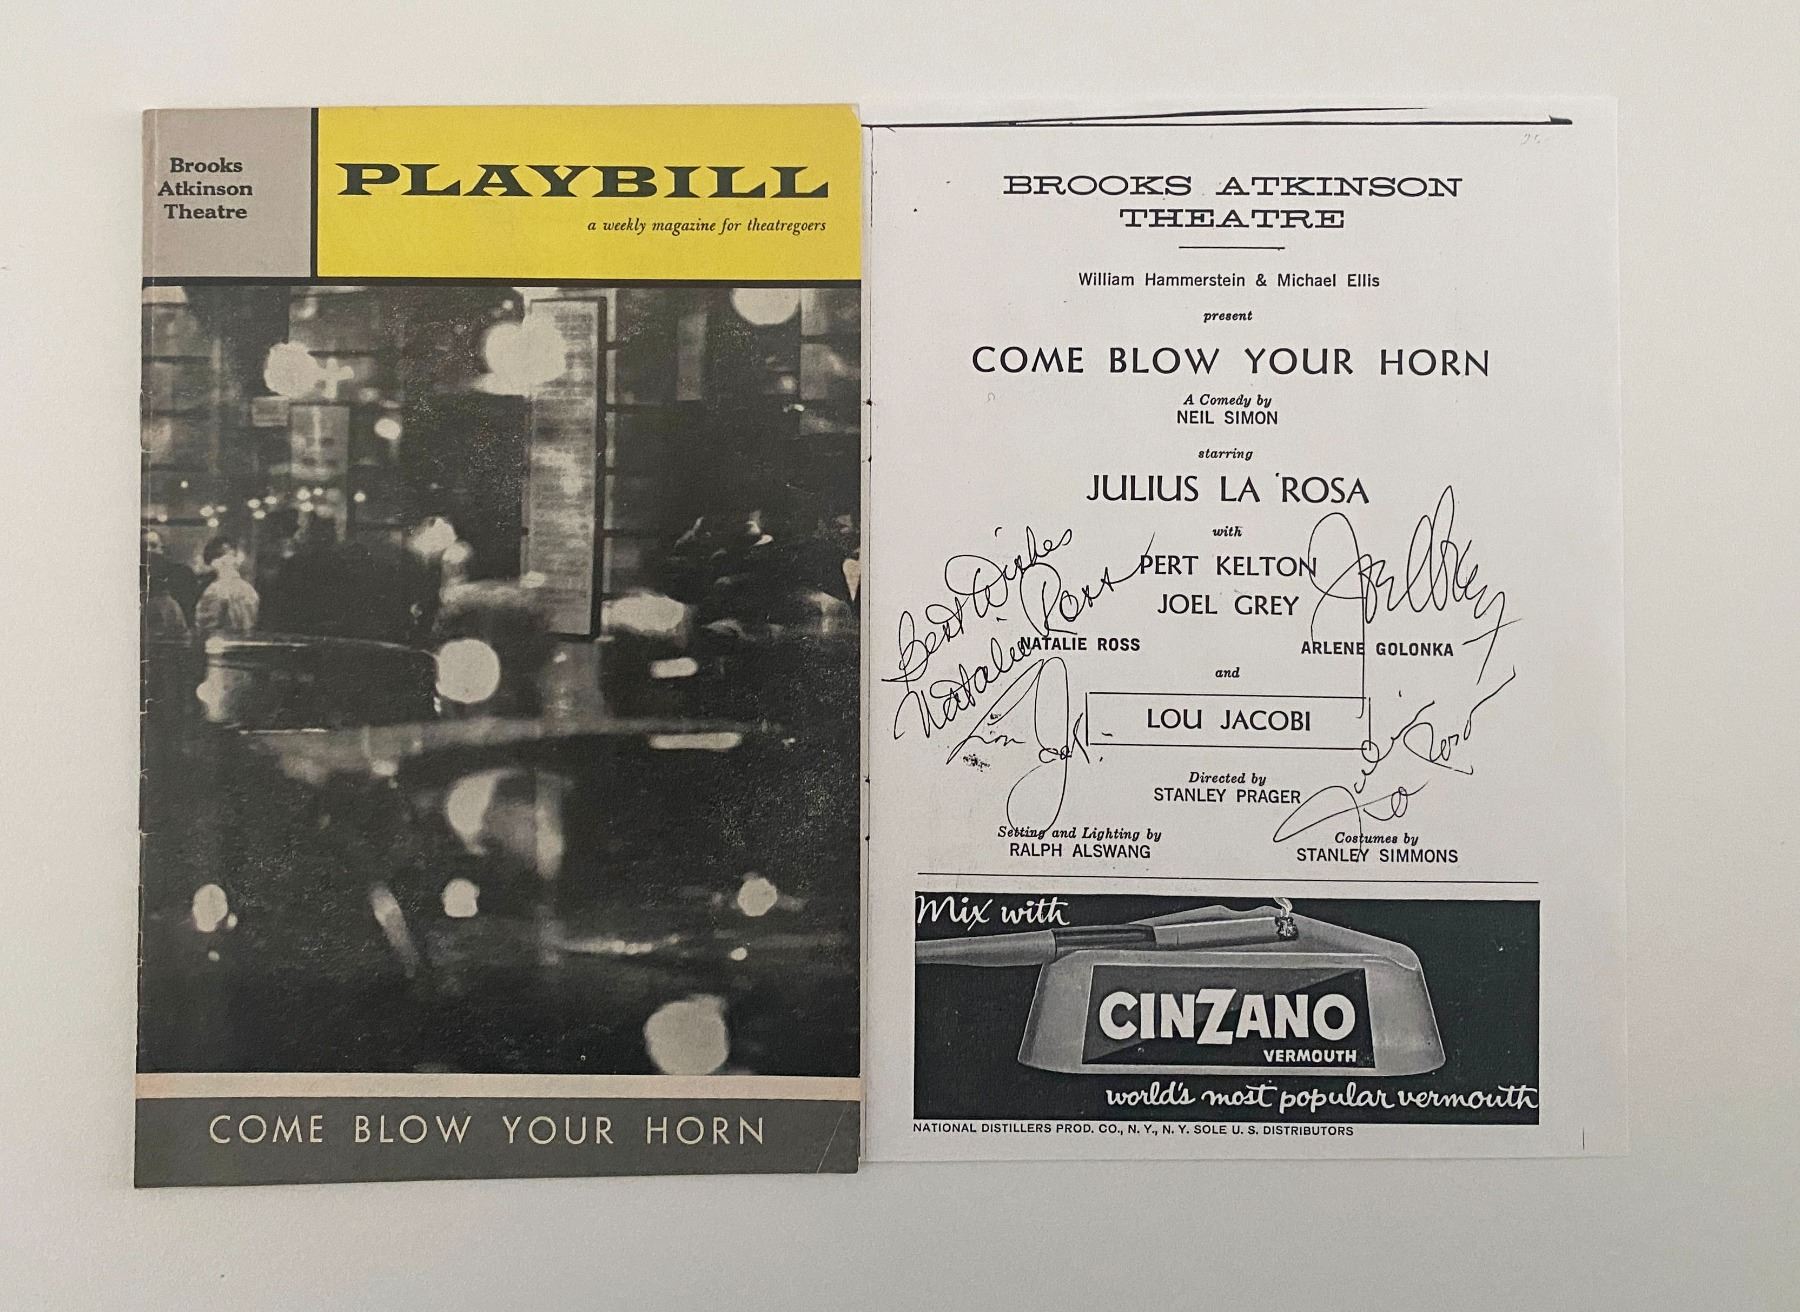 Brooks
Atkinson
Theatre
PLAYBILL
a weekly magazine for theatregoers
COME BLOW YOUR HORN
BROOKS ATKINSON
THEATRE
William Hammerstein & Michael Ellis
present
COME BLOW YOUR HORN
A Comedy by
NEIL SIMON
starring
JULIUS LA ROSA
with
PERT KELTON
JOEL GREY
Best Wishes
Natalie Ross
NATALIE ROSS
ARLENE GOLONKA
and
LOU JACOBI
Directed by
STANLEY PRAGER
Setting and Lighting by
RALPH ALSWANG
Costumes by
STANLEY SIMMONS
Mix with
CINZANO
VERMOUTH
world's most popular vermouth
NATIONAL DISTILLERS PROD. CO., N. Y., N. Y. SOLE U. S. DISTRIBUTORS